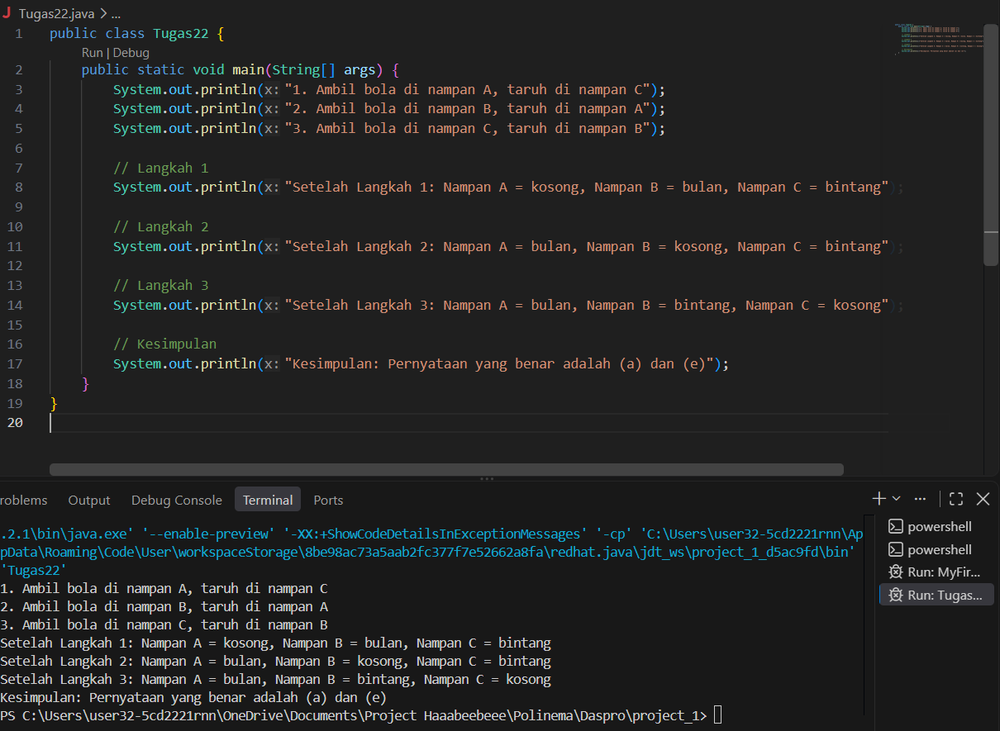 J Tugas22.java > ...
1 public class Tugas22 {
Run | Debug
2 public static void main(String[] args) {
3 System.out.println(x: "1. Ambil bola di nampan A, taruh di nampan C");
4 System.out.println(x: "2. Ambil bola di nampan B, taruh di nampan A");
5 System.out.println(x: "3. Ambil bola di nampan C, taruh di nampan B");
6
7 // Langkah 1
8 System.out.println(x: "Setelah Langkah 1: Nampan A = kosong, Nampan B = bulan, Nampan C = bintang");
9
10 // Langkah 2
11 System.out.println(x: "Setelah Langkah 2: Nampan A = bulan, Nampan B = kosong, Nampan C = bintang");
12
13 // Langkah 3
14 System.out.println(x: "Setelah Langkah 3: Nampan A = bulan, Nampan B = bintang, Nampan C = kosong");
15
16 // Kesimpulan
17 System.out.println(x: "Kesimpulan: Pernyataan yang benar adalah (a) dan (e)");
18 }
19 }
20
roblems Output Debug Console Terminal Ports
.2.1\bin\java.exe' '--enable-preview' '-XX:+ShowCodeDetailsInExceptionMessages' '-cp' 'C:\Users\user32-5cd2221rnn\Ap
pData\Roaming\Code\User\workspaceStorage\8be98ac73a5aab2fc377f7e52662a8fa\redhat.java\jdt_ws\project_1_d5ac9fd\bin'
'Tugas22'
1. Ambil bola di nampan A, taruh di nampan C
2. Ambil bola di nampan B, taruh di nampan A
3. Ambil bola di nampan C, taruh di nampan B
Setelah Langkah 1: Nampan A = kosong, Nampan B = bulan, Nampan C = bintang
Setelah Langkah 2: Nampan A = bulan, Nampan B = kosong, Nampan C = bintang
Setelah Langkah 3: Nampan A = bulan, Nampan B = bintang, Nampan C = kosong
Kesimpulan: Pernyataan yang benar adalah (a) dan (e)
PS C:\Users\user32-5cd2221rnn\OneDrive\Documents\Project Haaabeebeee\Polinema\Daspro\project_1>
powershell
powershell
Run: MyFir...
Run: Tugas...